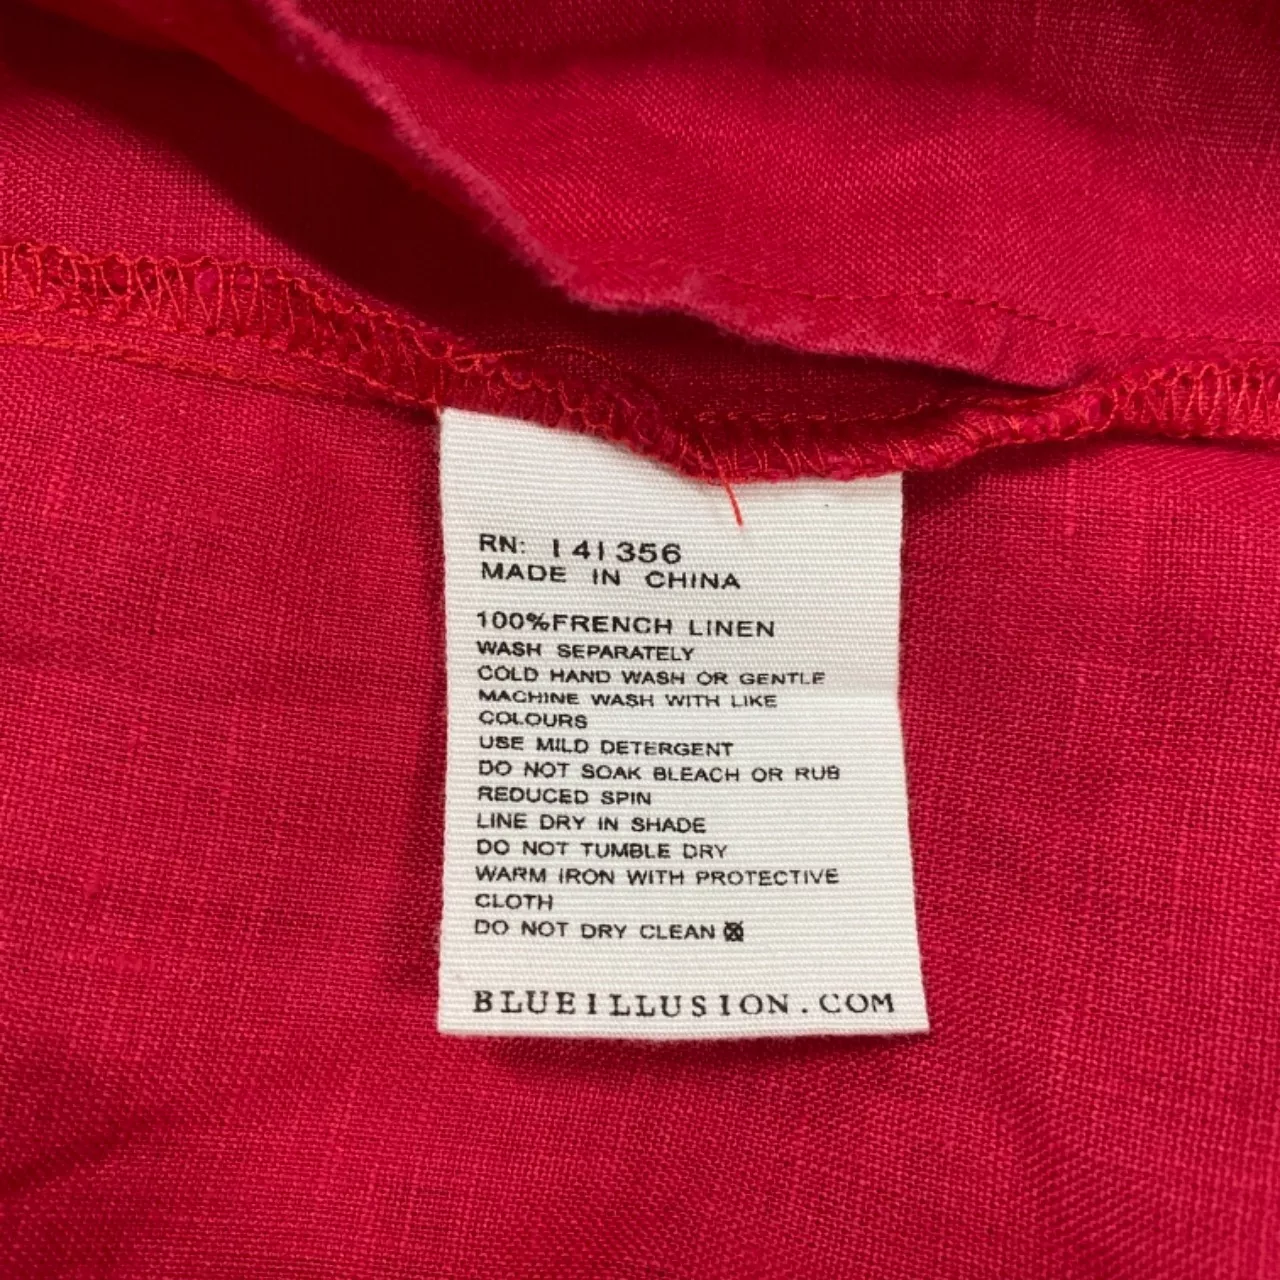 RN: 141356
MADE IN CHINA
100%FRENCH LINEN
WASH SEPARATELY
COLD HAND WASH OR GENTLE
MACHINE WASH WITH LIKE
COLOURS
USE MILD DETERGENT
DO NOT SOAK BLEACH OR RUB
REDUCED SPIN
LINE DRY IN SHADE
DO NOT TUMBLE DRY
WARM IRON WITH PROTECTIVE
CLOTH
DO NOT DRY CLEAN
BLUEILLUSION.COM